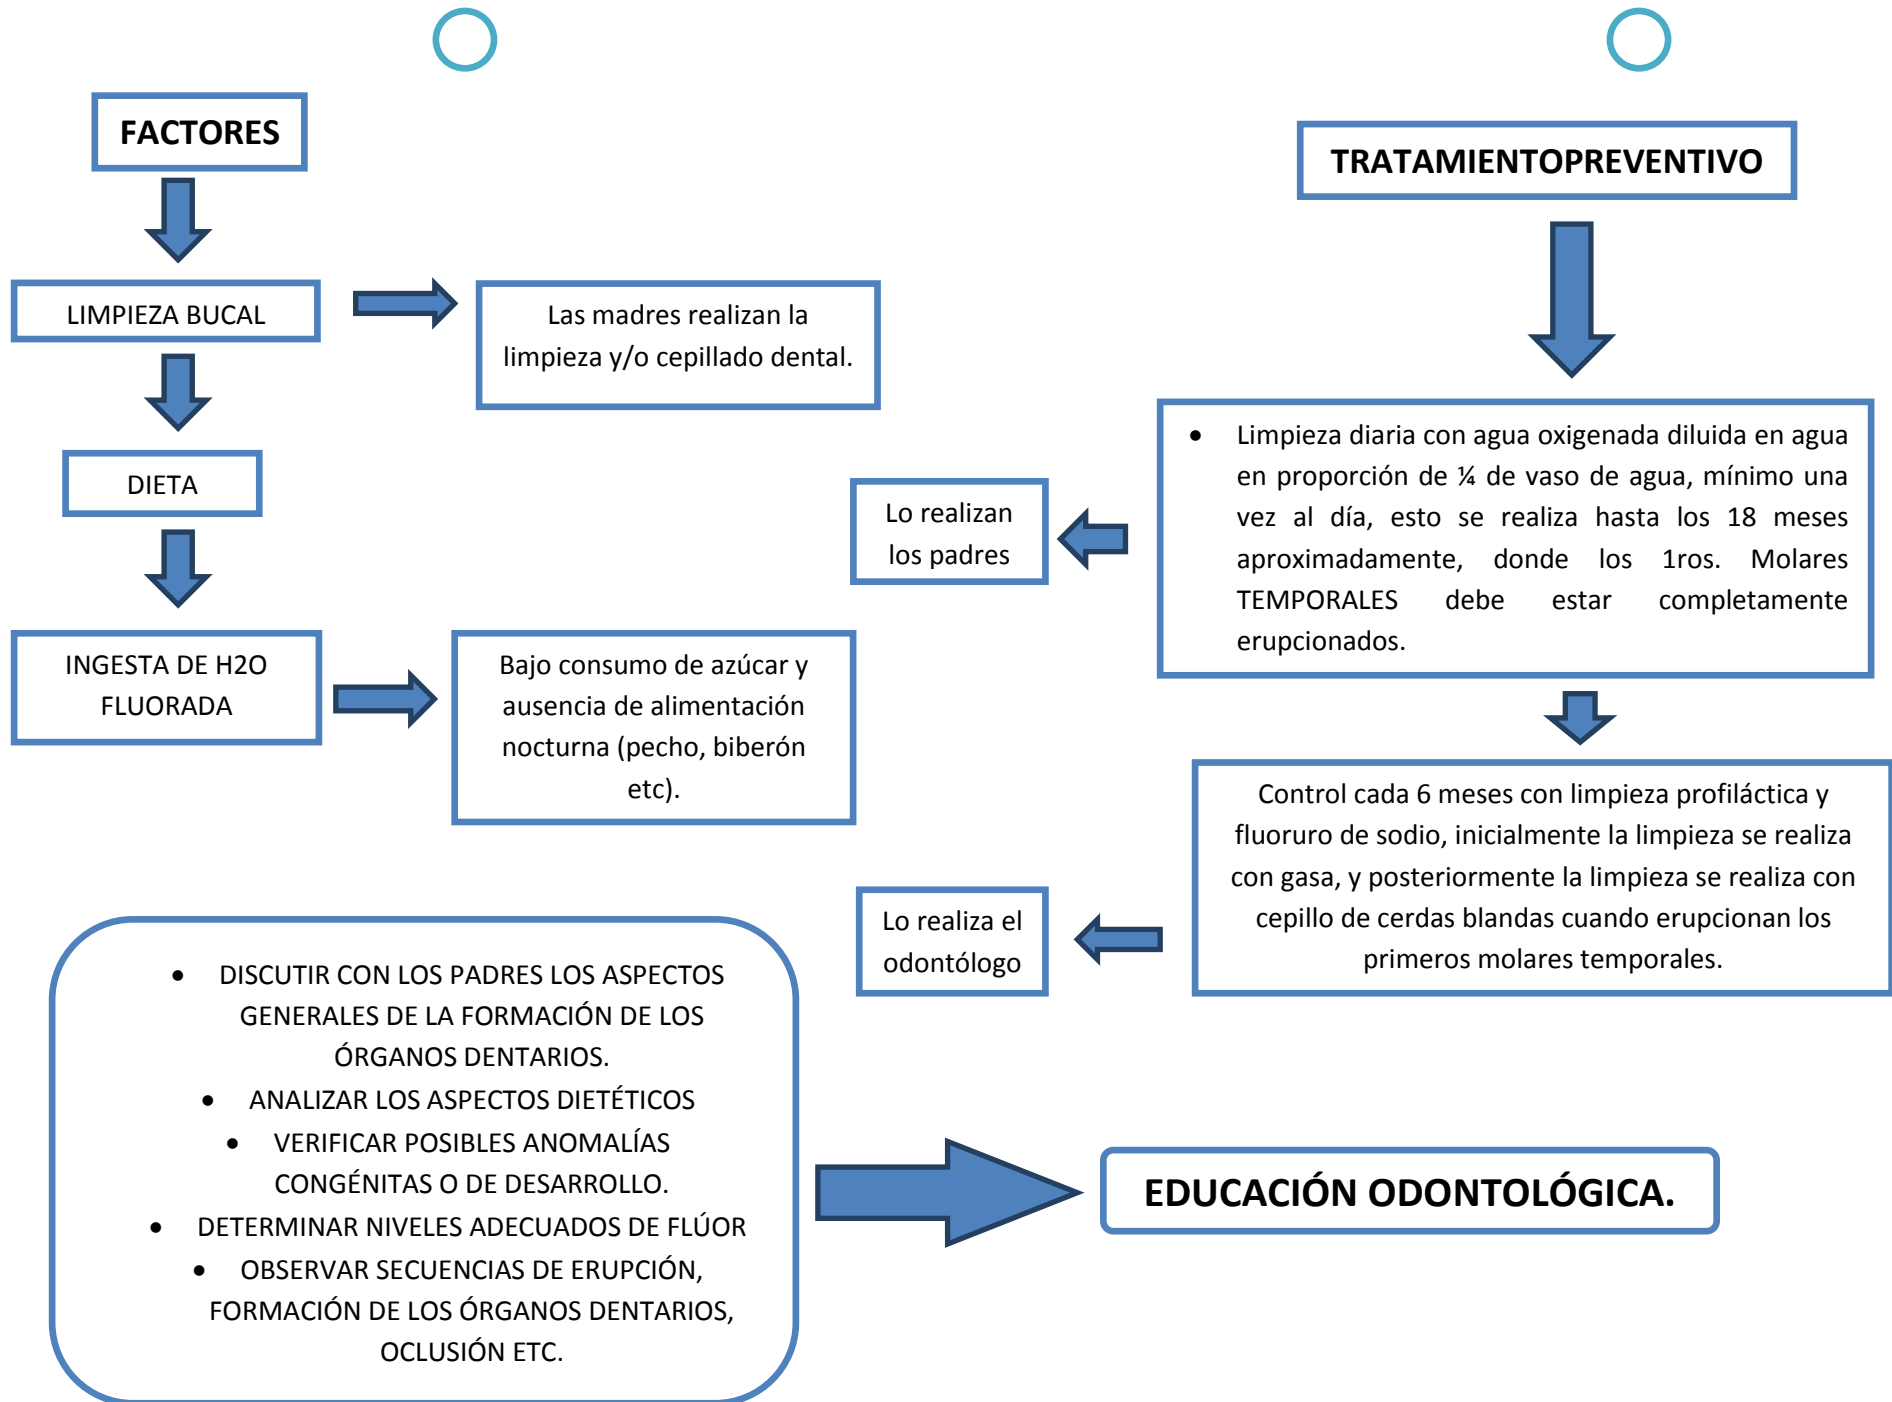 FACTORES
LIMPIEZA BUCAL
Las madres realizan la
limpieza y/o cepillado dental.
DIETA
INGESTA DE H2O
FLUORADA
Bajo consumo de azúcar y
ausencia de alimentación
nocturna (pecho, biberón
etc).
TRATAMIENTOPREVENTIVO
• Limpieza diaria con agua oxigenada diluida en agua
en proporción de ¼ de vaso de agua, mínimo una
vez al día, esto se realiza hasta los 18 meses
aproximadamente, donde los 1ros. Molares
TEMPORALES debe estar completamente
erupcionados.
Lo realizan
los padres
Control cada 6 meses con limpieza profiláctica y
fluoruro de sodio, inicialmente la limpieza se realiza
con gasa, y posteriormente la limpieza se realiza con
cepillo de cerdas blandas cuando erupcionan los
primeros molares temporales.
Lo realiza el
odontólogo
• DISCUTIR CON LOS PADRES LOS ASPECTOS
GENERALES DE LA FORMACIÓN DE LOS
ÓRGANOS DENTARIOS.
• ANALIZAR LOS ASPECTOS DIETÉTICOS
• VERIFICAR POSIBLES ANOMALÍAS
CONGÉNITAS O DE DESARROLLO.
• DETERMINAR NIVELES ADECUADOS DE FLÚOR
• OBSERVAR SECUENCIAS DE ERUPCIÓN,
FORMACIÓN DE LOS ÓRGANOS DENTARIOS,
OCLUSIÓN ETC.
EDUCACIÓN ODONTOLÓGICA.